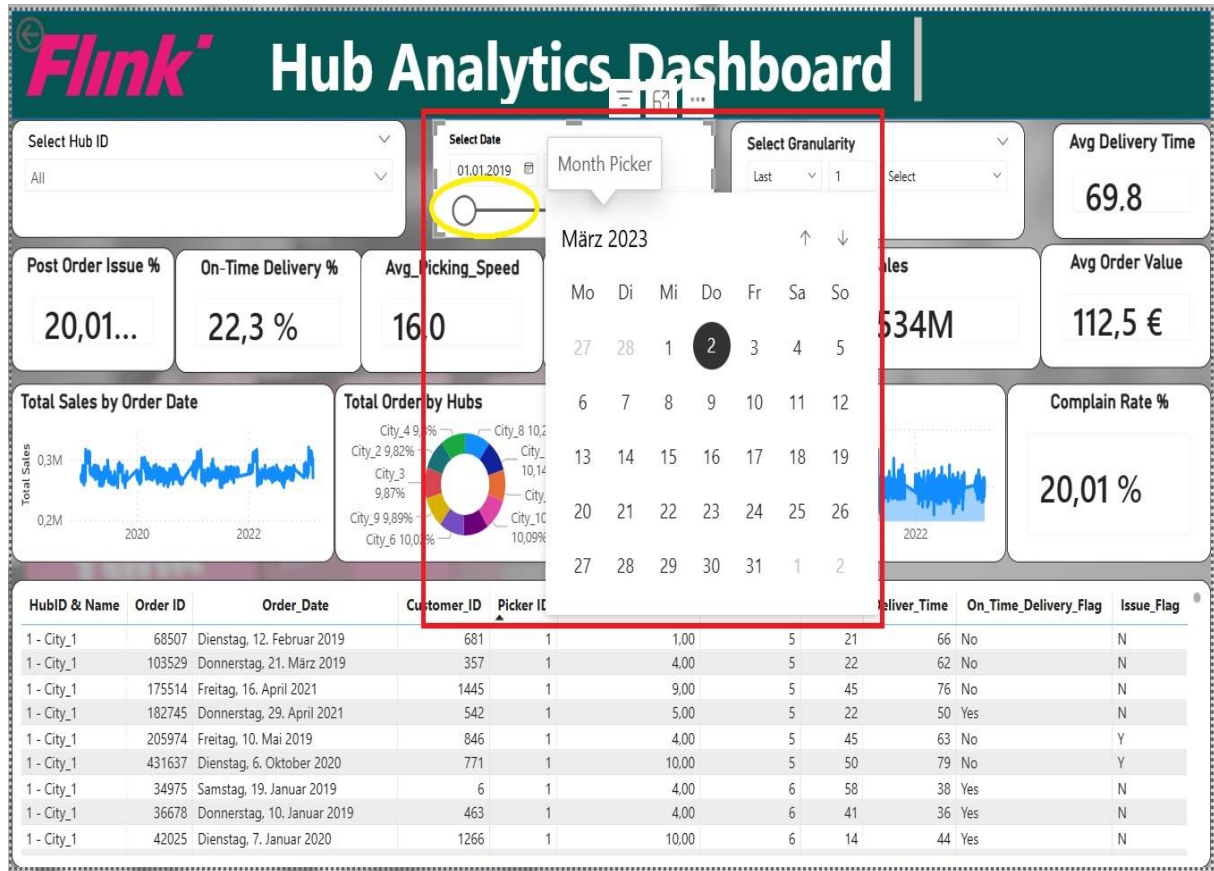 Flink Hub Analytics Dashboard
Select Hub ID
All
Select Date
01.01.2019
Month Picker
Select Granularity
Last 1 Select
Avg Delivery Time
69,8
März 2023
Mo Di Mi Do Fr Sa So
27 28 1 2 3 4 5
6 7 8 9 10 11 12
13 14 15 16 17 18 19
20 21 22 23 24 25 26
27 28 29 30 31 1 2
Post Order Issue %
20,01...
On-Time Delivery %
22,3 %
Avg_Picking_Speed
16,0
534M
Avg Order Value
112,5 €
Total Sales by Order Date
Total Sales
0,3M
0,2M
2020 2022
Total Order by Hubs
City_4
City_8 10,2
City_2 9,82%
City_
10,14
City_3
9,87%
City_
City_9 9,89%
City_10
10,09%
City_6
2022
Complain Rate %
20,01 %
HubID & Name Order ID Order_Date Customer_ID Picker ID Deliver_Time On_Time_Delivery_Flag Issue_Flag
1 - City_1 68507 Dienstag, 12. Februar 2019 681 1 1,00 5 21 66 No N
1 - City_1 103529 Donnerstag, 21. März 2019 357 1 4,00 5 22 62 No N
1 - City_1 175514 Freitag, 16. April 2021 1445 1 9,00 5 45 76 No N
1 - City_1 182745 Donnerstag, 29. April 2021 542 1 5,00 5 22 50 Yes N
1 - City_1 205974 Freitag, 10. Mai 2019 846 1 4,00 5 45 63 No Y
1 - City_1 431637 Dienstag, 6. Oktober 2020 771 1 10,00 5 50 79 No Y
1 - City_1 34975 Samstag, 19. Januar 2019 6 1 4,00 6 58 38 Yes N
1 - City_1 36678 Donnerstag, 10. Januar 2019 463 1 4,00 6 41 36 Yes N
1 - City_1 42025 Dienstag, 7. Januar 2020 1266 1 10,00 6 14 44 Yes N